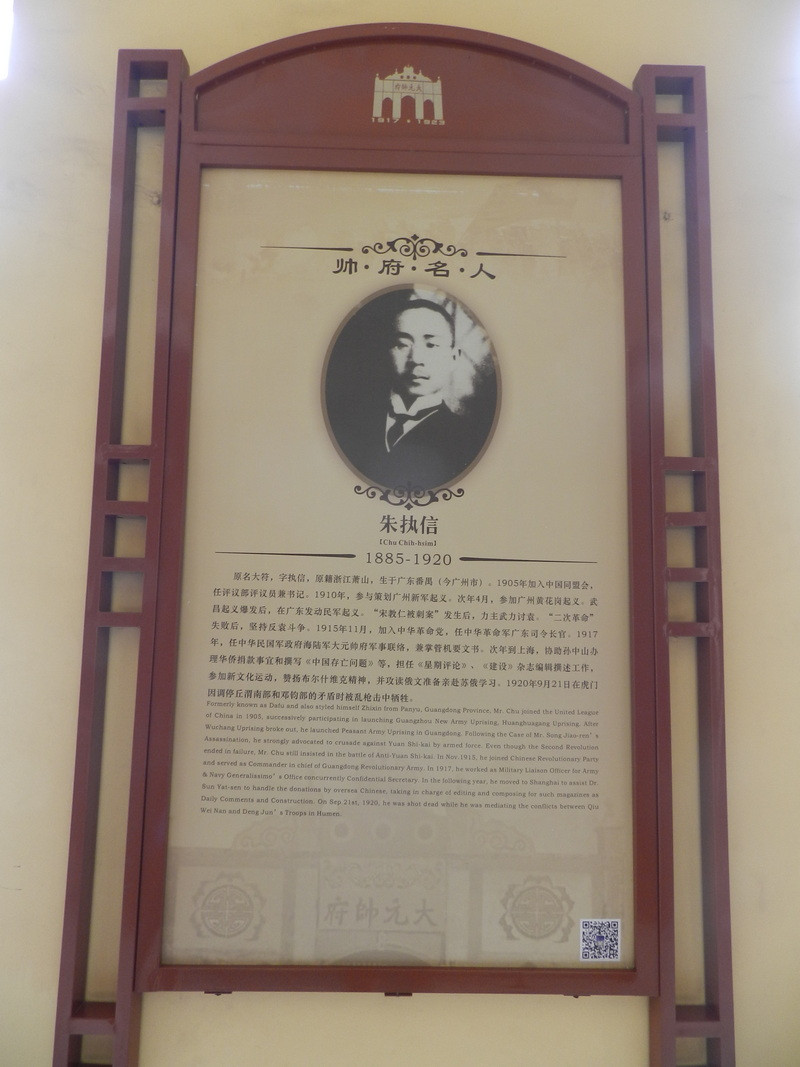 大元帥府
1917 • 1923
帅·府·名·人
朱执信
【Chu Chih-hsim】
1885-1920
原名大符，字执信，原籍浙江萧山，生于广东番禺（今广州市）。1905年加入中国同盟会，
任评议部评议员兼书记。1910年，参与策划广州新军起义。次年4月，参加广州黄花岗起义。武
昌起义爆发后，在广东发动民军起义。“宋教仁被刺案”发生后，力主武力讨袁。“二次革命”
失败后，坚持反袁斗争。1915年11月，加入中华革命党，任中华革命军广东司令长官。1917
年，任中华民国军政府海陆军大元帅府军事联络，兼掌管机要文书。次年到上海，协助孙中山办
理华侨捐款事宜和撰写《中国存亡问题》等，担任《星期评论》、《建设》杂志编辑撰述工作，
参加新文化运动，赞扬布尔什维克精神，并攻读俄文准备亲赴苏俄学习。1920年9月21日在虎门
因调停丘渭南部和邓钧部的矛盾时被乱枪击中牺牲。
Formerly known as Dafu and also styled himself Zhixin from Panyu, Guangdong Province, Mr. Chu joined the United League
of China in 1905, successively participating in launching Guangzhou New Army Uprising, Huanghuagang Uprising. After
Wuchang Uprising broke out, he launched Peasant Army Uprising in Guangdong. Following the Case of Mr. Song Jiao-ren’s
Assassination, he strongly advocated to crusade against Yuan Shi-kai by armed force. Even though the Second Revolution
ended in failure, Mr. Chu still insisted in the battle of Anti-Yuan Shi-kai. In Nov.1915, he joined Chinese Revolutionary Party
and served as Commander in chief of Guangdong Revolutionary Army. In 1917, he worked as Military Liaison Officer for Army
& Navy Generalissimo’s Office concurrently Confidential Secretary. In the following year, he moved to Shanghai to assist Dr.
Sun Yat-sen to handle the donations by oversea Chinese, taking in charge of editing and composing for such magazines as
Daily Comments and Construction. On Sep.21st, 1920, he was shot dead while he was mediating the conflicts between Qiu
Wei Nan and Deng Jun’s Troops in Humen.
府帥元大